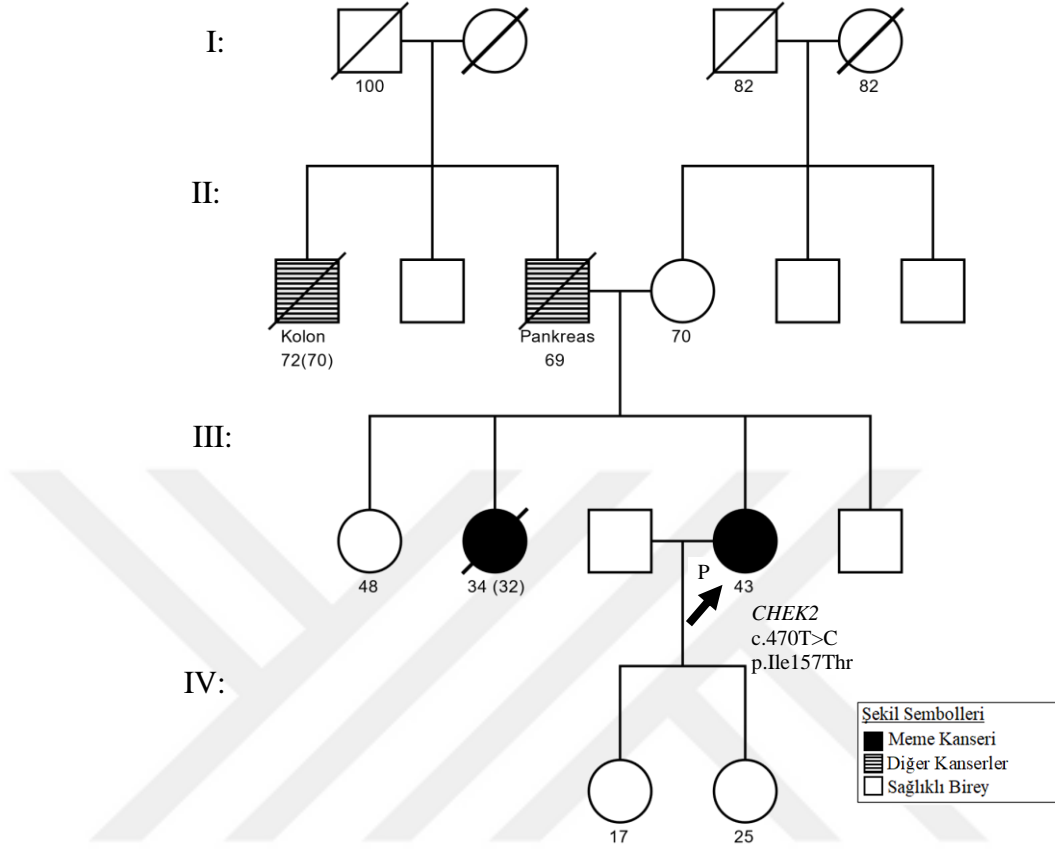 I:
100
82
82
II:
Kolon
72(70)
Pankreas
69
70
III:
48
34 (32)
P
43
CHEK2
c.470T>C
p.Ile157Thr
IV:
17
25
Şekil Sembolleri
Meme Kanseri
Diğer Kanserler
Sağlıklı Birey